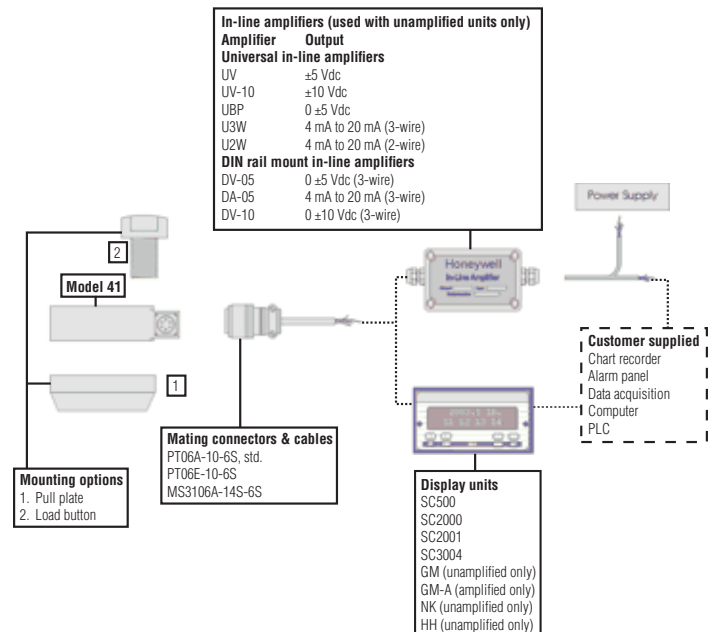 In-line amplifiers (used with unamplified units only)
Amplifier Output
Universal in-line amplifiers
UV ±5 Vdc
UV-10 ±10 Vdc
UBP 0 ±5 Vdc
U3W 4 mA to 20 mA (3-wire)
U2W 4 mA to 20 mA (2-wire)
DIN rail mount in-line amplifiers
DV-05 0 ±5 Vdc (3-wire)
DA-05 4 mA to 20 mA (3-wire)
DV-10 0 ±10 Vdc (3-wire)
Power Supply
2
Model 41
Honeywell
In-Line Amplifier
1
Customer supplied
Chart recorder
Alarm panel
Data acquisition
Computer
PLC
Mating connectors & cables
PT06A-10-6S, std.
PT06E-10-6S
MS3106A-14S-6S
Mounting options
1. Pull plate
2. Load button
Display units
SC500
SC2000
SC2001
SC3004
GM (unamplified only)
GM-A (amplified only)
NK (unamplified only)
HH (unamplified only)